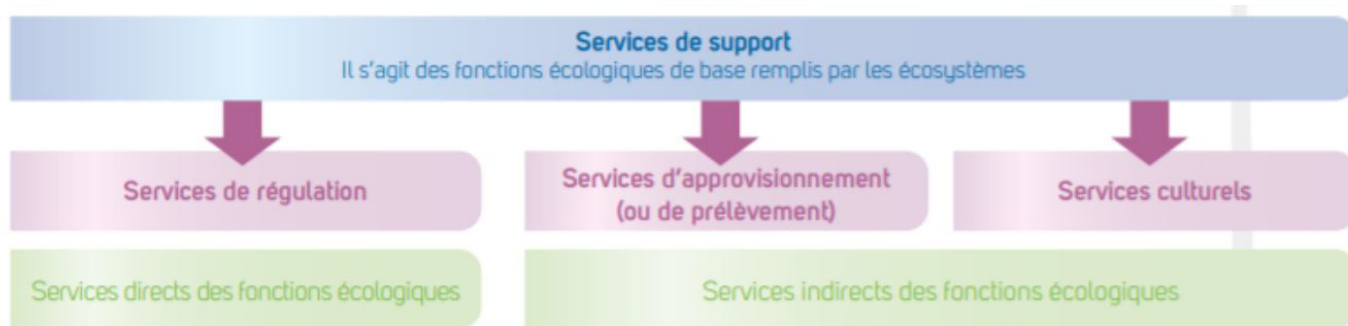 Services de support
Il s'agit des fonctions écologiques de base remplis par les écosystèmes
Services de régulation
Services d'approvisionnement
(ou de prélèvement)
Services culturels
Services directs des fonctions écologiques
Services indirects des fonctions écologiques